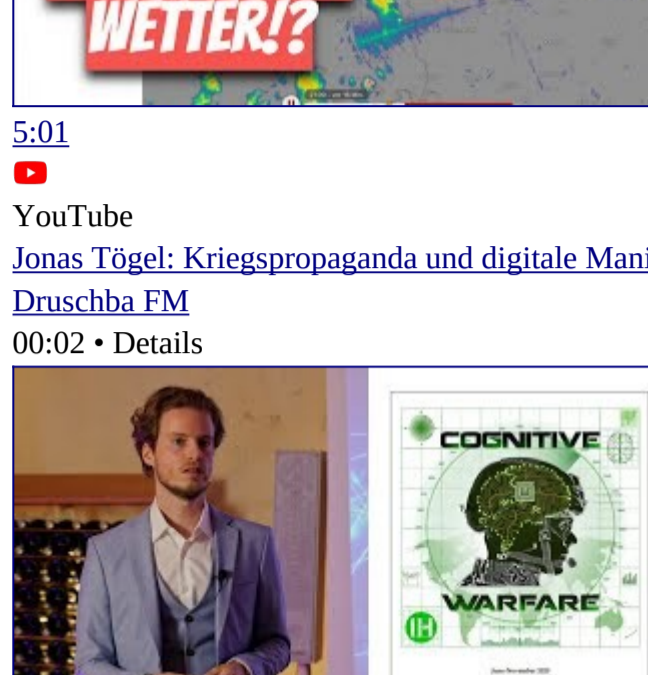 WETTER!?
5:01
YouTube
Jonas Tögel: Kriegspropaganda und digitale Mani
Druschba FM
00:02 • Details
COGNITIVE
WARFARE